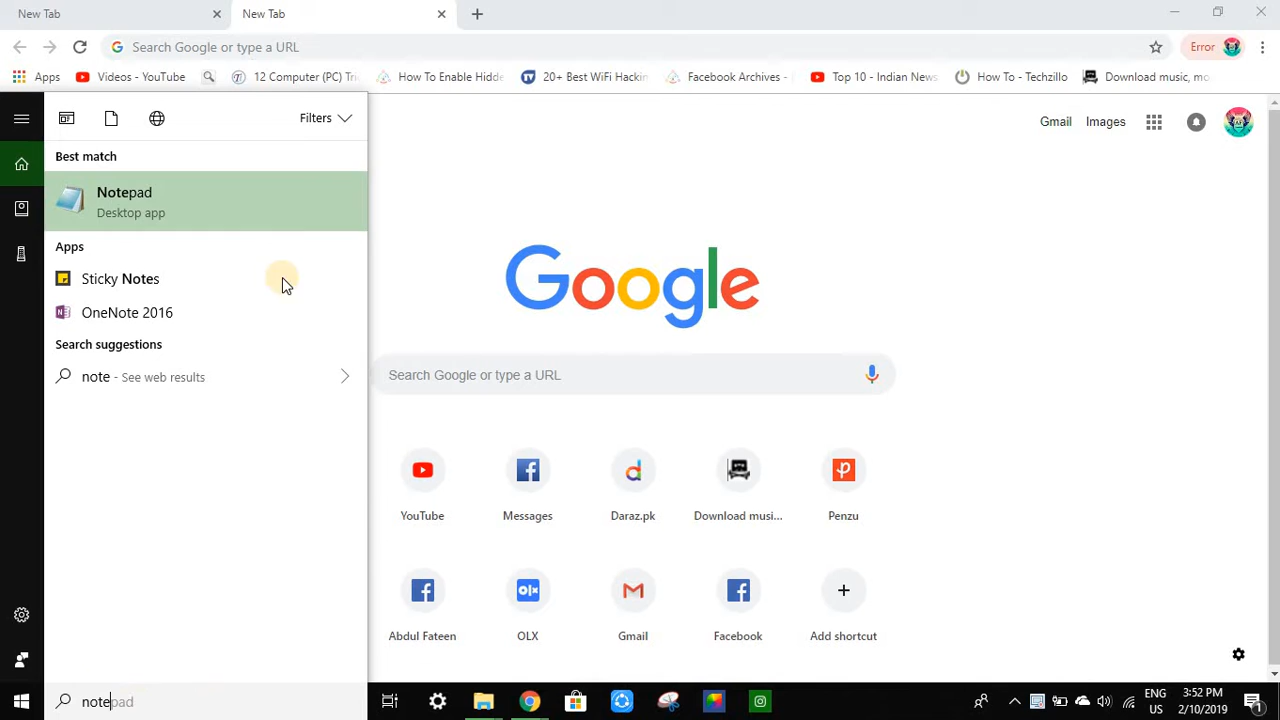 New Tab
New Tab
Search Google or type a URL
Error
Apps
Videos - YouTube
12 Computer (PC) Tric
How To Enable Hidde
20+ Best WiFi Hackin
Facebook Archives -
Top 10 - Indian News
How To - Techzillo
Download music, mo
Filters
Gmail
Images
Best match
Notepad
Desktop app
Apps
Sticky Notes
OneNote 2016
Search suggestions
note - See web results
Google
Search Google or type a URL
YouTube
Messages
Daraz.pk
Download musi...
Penzu
Abdul Fateen
OLX
Gmail
Facebook
Add shortcut
notepad
ENG
US
3:52 PM
2/10/2019